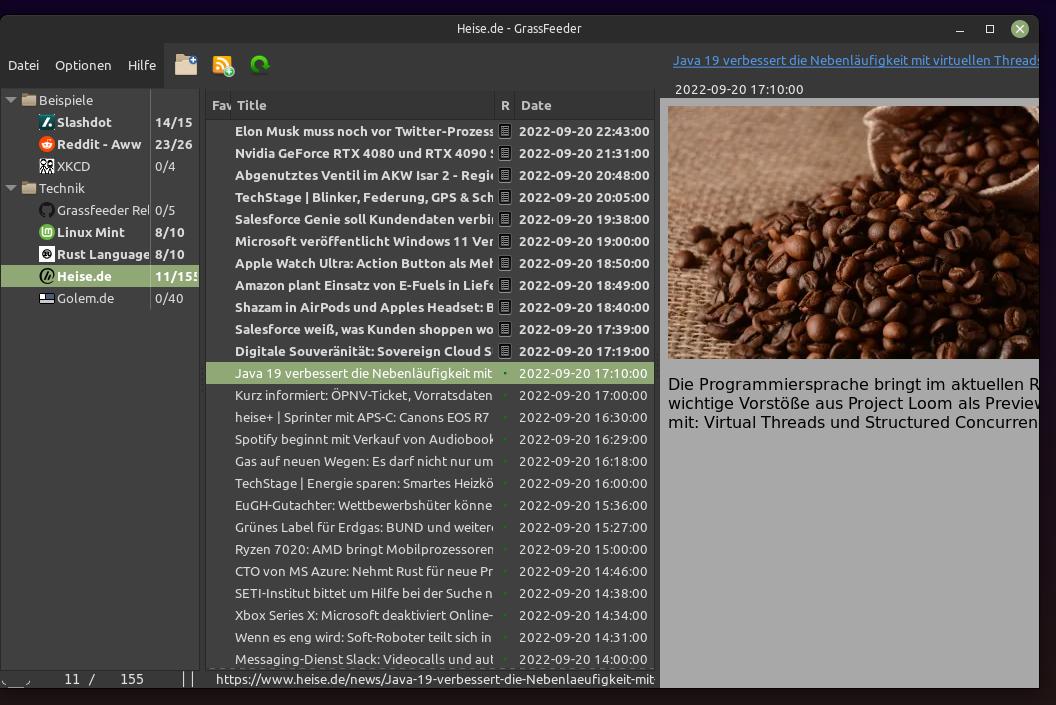 Heise.de - GrassFeeder
Datei Optionen Hilfe
Java 19 verbessert die Nebenläufigkeit mit virtuellen Threads
2022-09-20 17:10:00
Beispiele
Slashdot 14/15
Reddit - Aww 23/26
XKCD 0/4
Technik
Grassfeeder Rel 0/5
Linux Mint 8/10
Rust Language 8/10
Heise.de 11/155
Golem.de 0/40
Fav Title R Date
Elon Musk muss noch vor Twitter-Prozess 2022-09-20 22:43:00
Nvidia GeForce RTX 4080 und RTX 4090 2022-09-20 21:31:00
Abgenutztes Ventil im AKW Isar 2 - Regie 2022-09-20 20:48:00
TechStage | Blinker, Federung, GPS & Sch 2022-09-20 20:05:00
Salesforce Genie soll Kundendaten verbi 2022-09-20 19:38:00
Microsoft veröffentlicht Windows 11 Ver 2022-09-20 19:00:00
Apple Watch Ultra: Action Button als Meh 2022-09-20 18:50:00
Amazon plant Einsatz von E-Fuels in Liefe 2022-09-20 18:49:00
Shazam in AirPods und Apples Headset: B 2022-09-20 18:40:00
Salesforce weiß, was Kunden shoppen wo 2022-09-20 17:39:00
Digitale Souveränität: Sovereign Cloud S 2022-09-20 17:19:00
Java 19 verbessert die Nebenläufigkeit mit 2022-09-20 17:10:00
Kurz informiert: ÖPNV-Ticket, Vorratsdaten 2022-09-20 17:00:00
heise+ | Sprinter mit APS-C: Canons EOS R7 2022-09-20 16:30:00
Spotify beginnt mit Verkauf von Audiobook 2022-09-20 16:29:00
Gas auf neuen Wegen: Es darf nicht nur um 2022-09-20 16:18:00
TechStage | Energie sparen: Smartes Heizkö 2022-09-20 16:00:00
EuGH-Gutachter: Wettbewerbshüter könne 2022-09-20 15:36:00
Grünes Label für Erdgas: BUND und weitere 2022-09-20 15:27:00
Ryzen 7020: AMD bringt Mobilprozessoren 2022-09-20 15:00:00
CTO von MS Azure: Nehmt Rust für neue Pr 2022-09-20 14:46:00
SETI-Institut bittet um Hilfe bei der Suche n 2022-09-20 14:38:00
Xbox Series X: Microsoft deaktiviert Online- 2022-09-20 14:34:00
Wenn es eng wird: Soft-Roboter teilt sich in 2022-09-20 14:31:00
Messaging-Dienst Slack: Videocalls und aut 2022-09-20 14:00:00
Die Programmiersprache bringt im aktuellen R
wichtige Vorstöße aus Project Loom als Preview
mit: Virtual Threads und Structured Concurren
11 / 155 || https://www.heise.de/news/Java-19-verbessert-die-Nebenlaeufigkeit-mit-